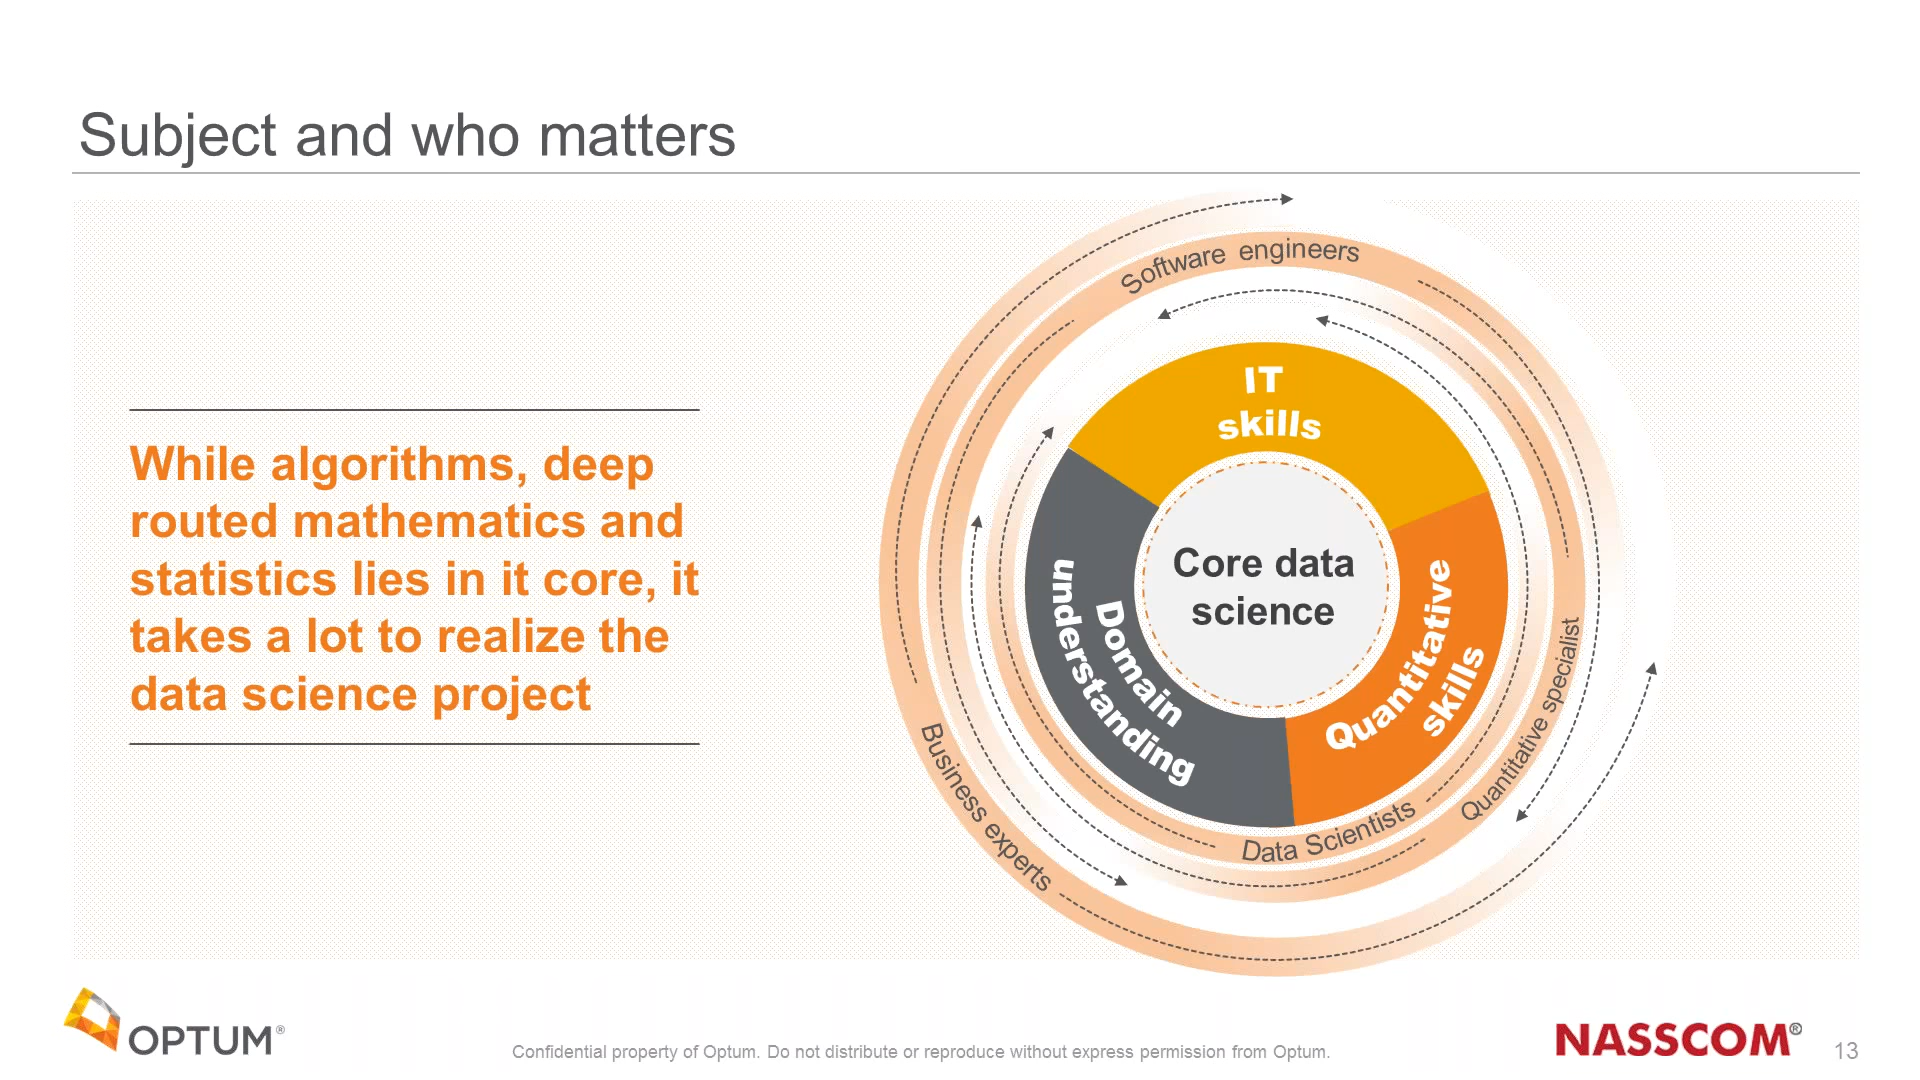 Subject and who matters
While algorithms, deep
routed mathematics and
statistics lies in it core, it
takes a lot to realize the
data science project
Software engineers
IT
skills
Core data
science
Domain
understanding
Quantitative
skills
Data Scientists
Quantitative specialist
Business experts
OPTUM®
Confidential property of Optum. Do not distribute or reproduce without express permission from Optum.
NASSCOM®
13